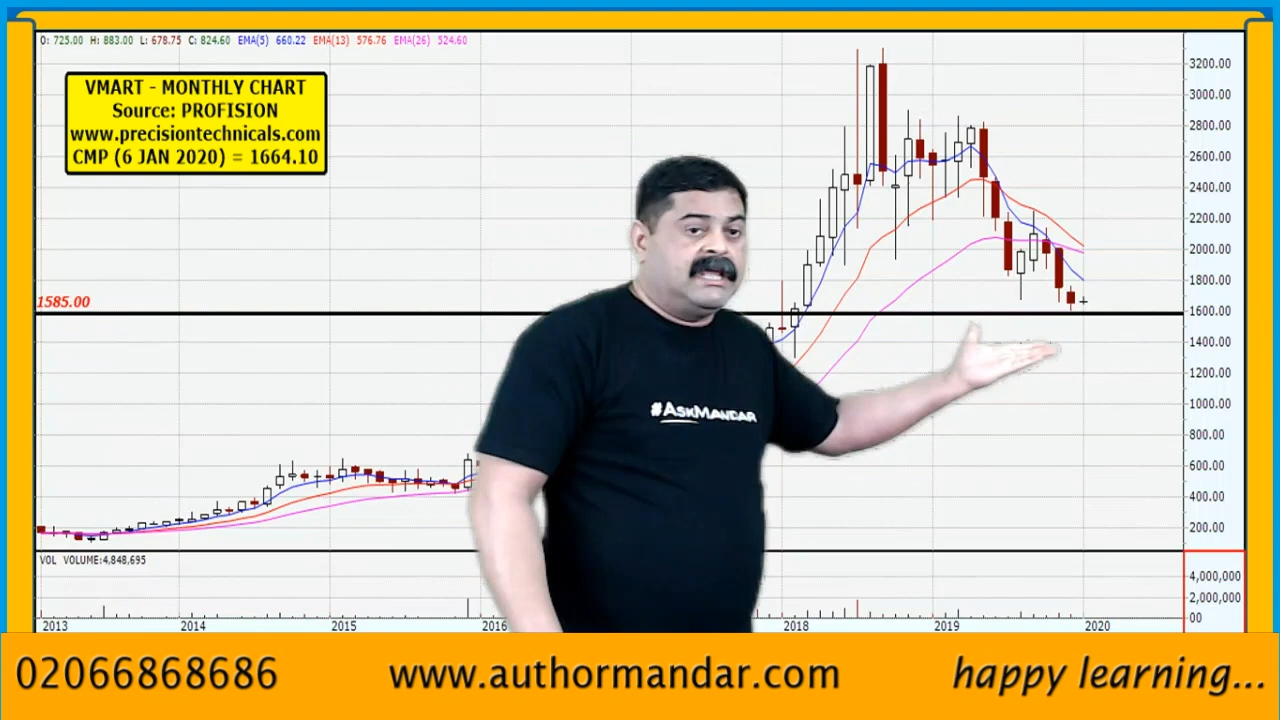 O: 725.00 H: 883.00 L: 678.75 C: 824.60 EMA(5) 660.22 EMA(13) 576.76 EMA(26) 524.60
VMART - MONTHLY CHART
Source: PROFISION
www.precisiontechnicals.com
CMP (6 JAN 2020) = 1664.10
3200.00
3000.00
2800.00
2600.00
2400.00
2200.00
2000.00
1800.00
1585.00
1600.00
1400.00
1200.00
1000.00
800.00
600.00
400.00
200.00
#AskMandar
VOL VOLUME:4,848,695
4,000,000
2,000,000
00
2013 2014 2015 2016 2018 2019 2020
02066868686 www.authormandar.com happy learning...